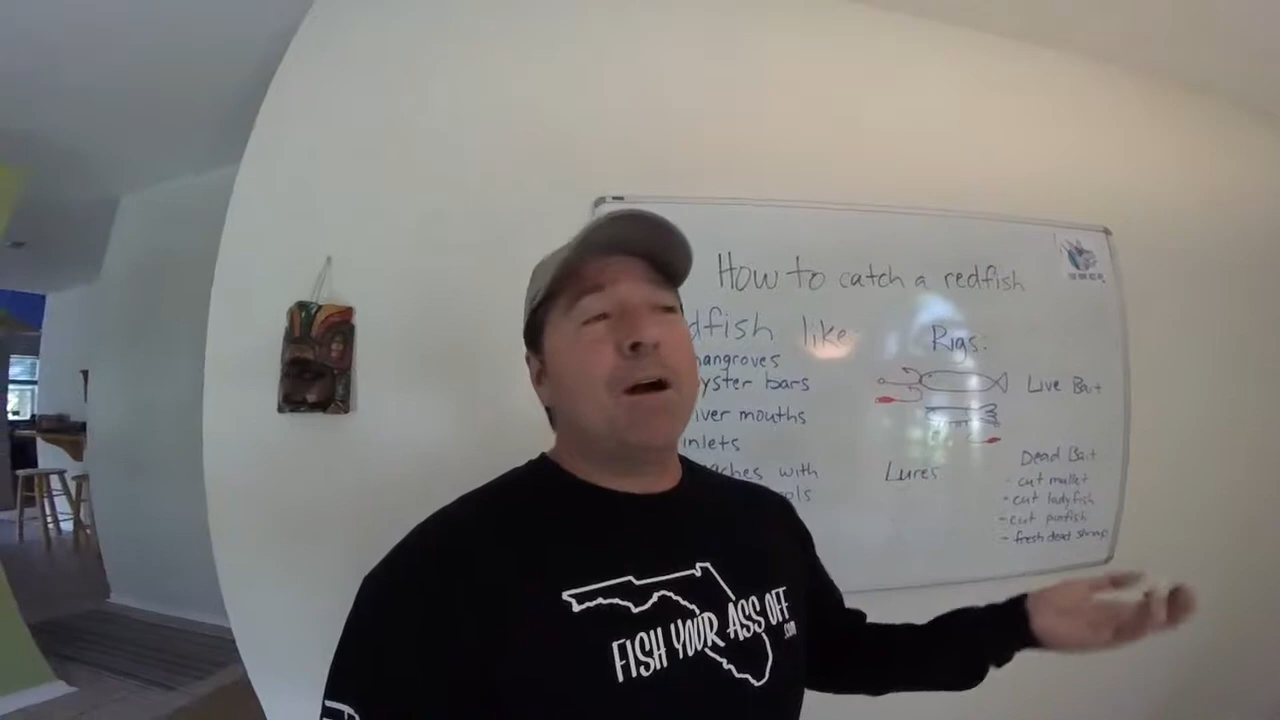 How to catch a redfish
dfish like
angroves
yster bars
iver mouths
inlets
aches with
ols
Rigs:
Live Bait
Lures
Dead Bait
- cut mullet
- cut ladyfish
- cut pinfish
- fresh dead shrimp
FISH YOUR ASS OFF
.com